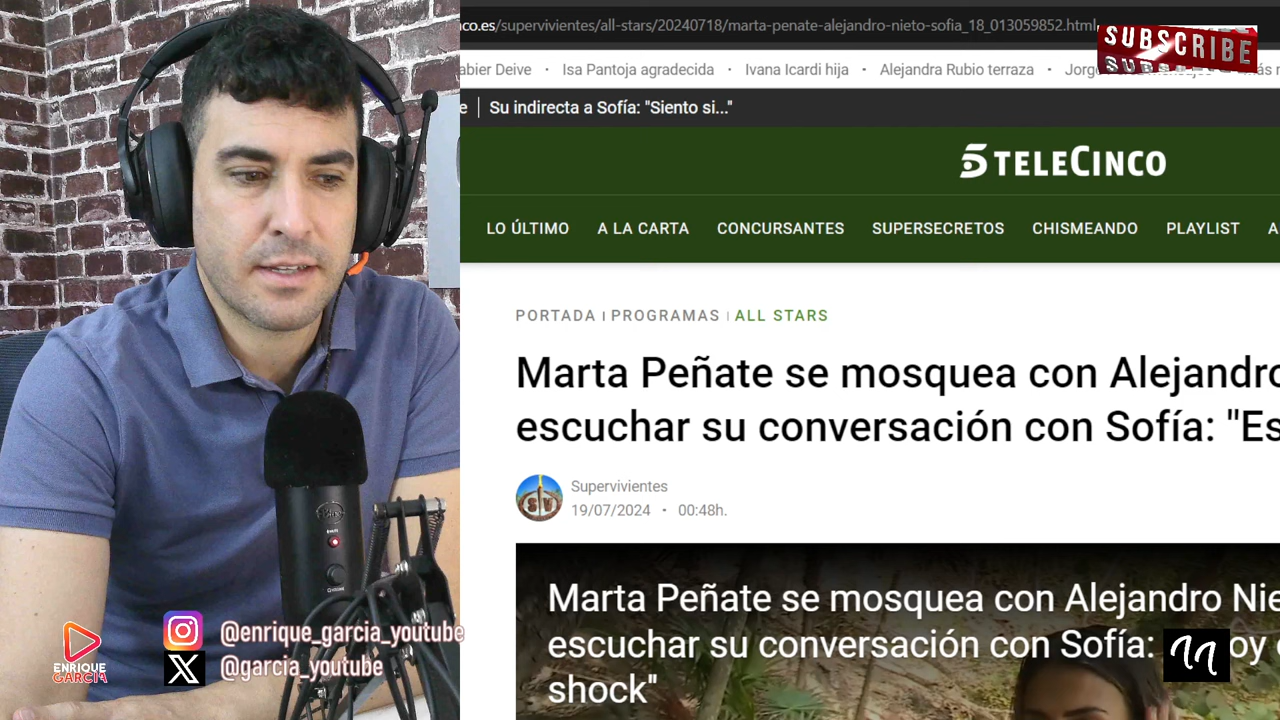 co.es/supervivientes/all-stars/20240718/marta-penate-alejandro-nieto-sofia_18_013059852.html
SUBSCRIBE
abier Deive · Isa Pantoja agradecida · Ivana Icardi hija · Alejandra Rubio terraza ·
e | Su indirecta a Sofía: "Siento si..."
5 TELECINCO
LO ÚLTIMO A LA CARTA CONCURSANTES SUPERSECRETOS CHISMEANDO PLAYLIST A
PORTADA | PROGRAMAS | ALL STARS
Marta Peñate se mosquea con Alejandro
escuchar su conversación con Sofía: "Es
Supervivientes
19/07/2024 · 00:48h.
Marta Peñate se mosquea con Alejandro Nie
escuchar su conversación con Sofía: oy
shock"
ENRIQUE
GARCIA
@enrique_garcia_youtube
@garcia_youtube